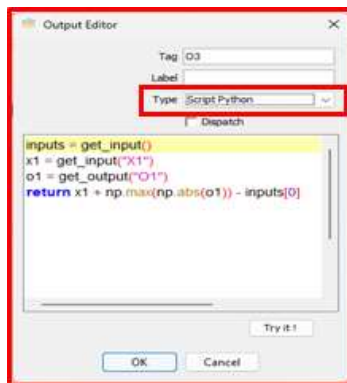 Output Editor
Tag O3
Label
Type Script Python
Dispatch
inputs = get_input()
x1 = get_input("X1")
o1 = get_output("O1")
return x1 + np.max(np.abs(o1)) - inputs[0]
Try it !
OK Cancel